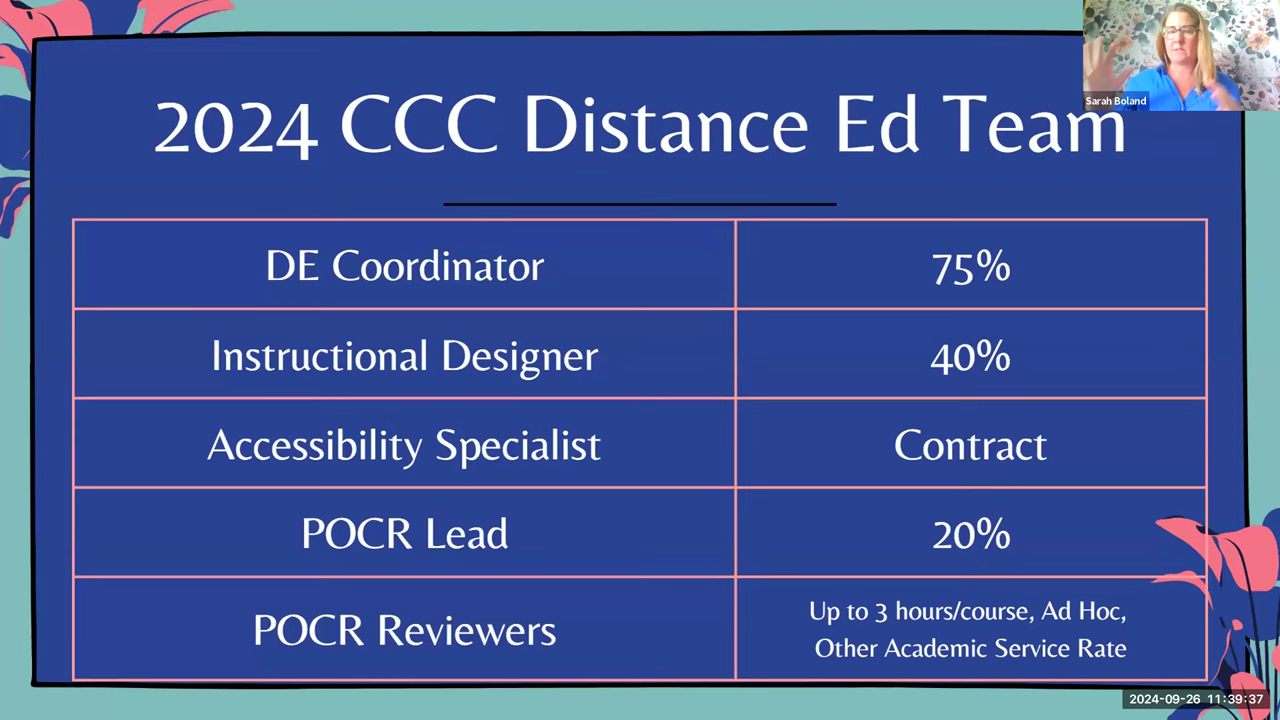 2024 CCC Distance Ed Team
Sarah Boland
DE Coordinator
75%
Instructional Designer
40%
Accessibility Specialist
Contract
POCR Lead
20%
POCR Reviewers
Up to 3 hours/course, Ad Hoc,
Other Academic Service Rate
2024-09-26 11:39:37